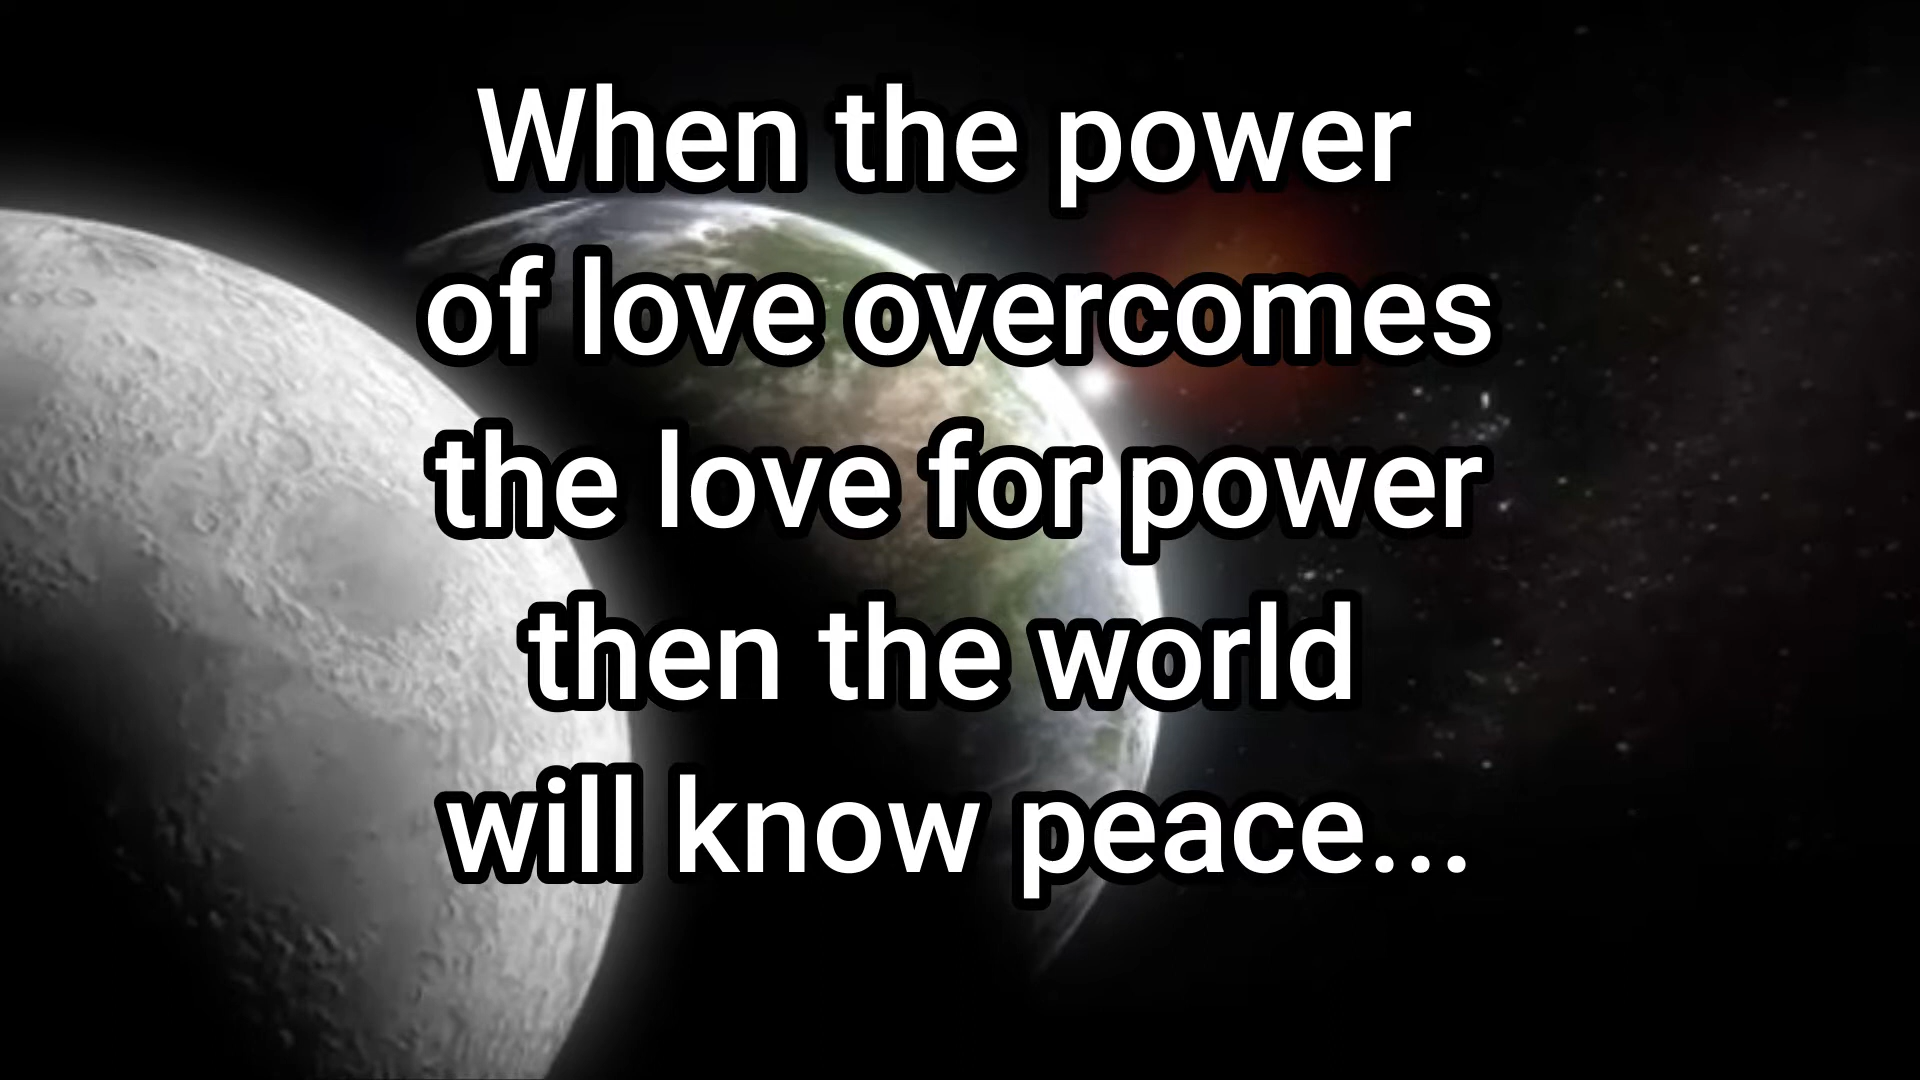 When the power
of love overcomes
the love for power
then the world
will know peace...